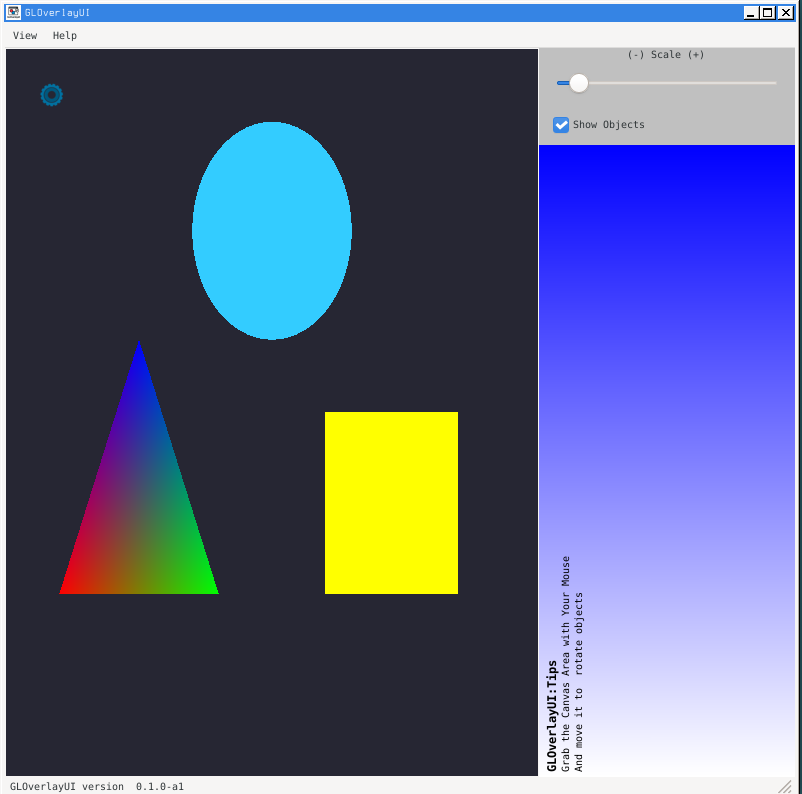 GLOverlayUI
View Help
(-) Scale (+)
Show Objects
GLOverlayUI:Tips
Grab the Canvas Area with Your Mouse
And move it to  rotate objects
GLOverlayUI version  0.1.0-a1